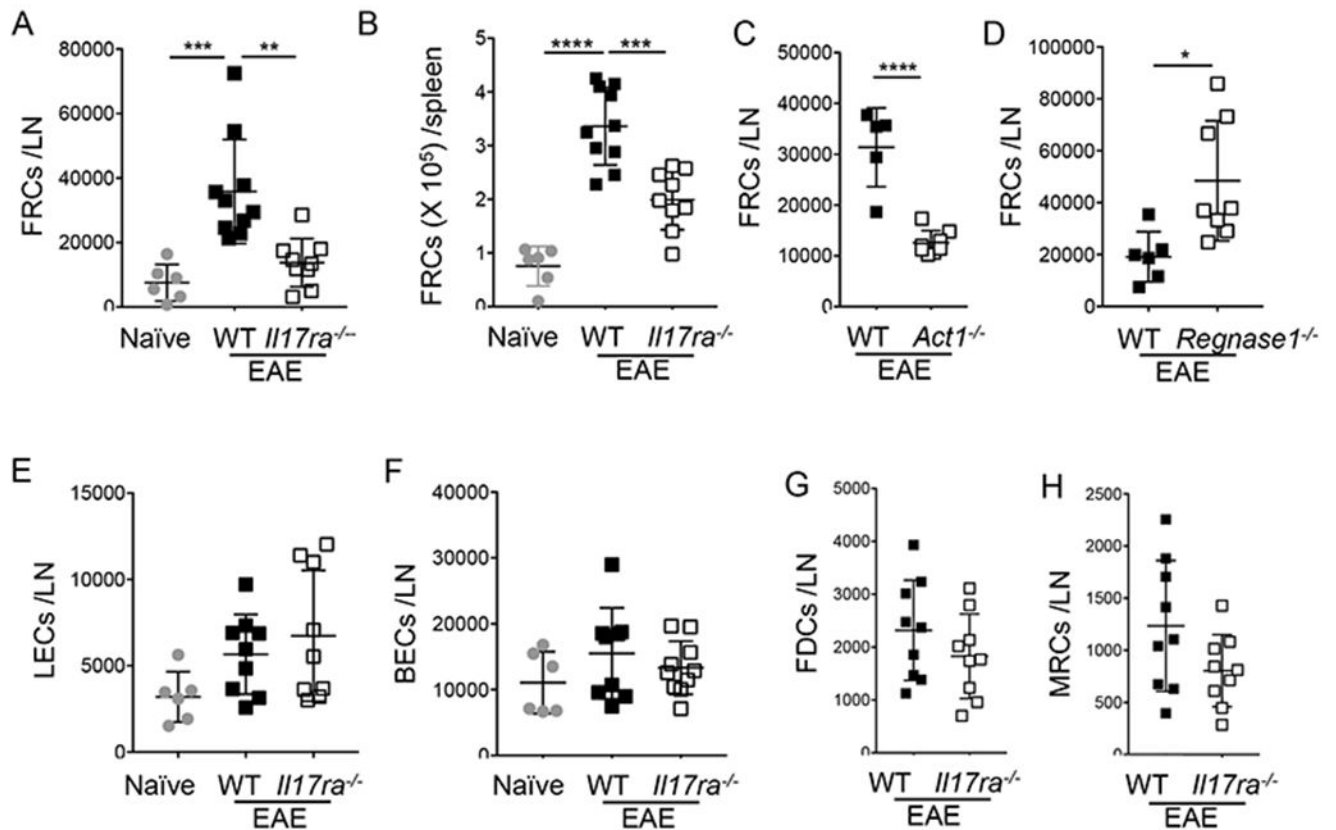 A
FRCs /LN
80000
60000
40000
20000
0
***
**
Naïve
WT Il17ra-/--
EAE
B
FRCs (X 10⁵) /spleen
5
4
3
2
1
0
****
***
Naïve
WT Il17ra-/-
EAE
C
FRCs /LN
50000
40000
30000
20000
10000
0
****
WT Act1-/-
EAE
D
FRCs /LN
100000
80000
60000
40000
20000
0
*
WT Regnase1-/-
EAE
E
LECs /LN
15000
10000
5000
0
Naïve
WT Il17ra-/-
EAE
F
BECs /LN
40000
30000
20000
10000
0
Naïve
WT Il17ra-/-
EAE
G
FDCs /LN
5000
4000
3000
2000
1000
0
WT Il17ra-/-
EAE
H
MRCs /LN
2500
2000
1500
1000
500
0
WT Il17ra-/-
EAE